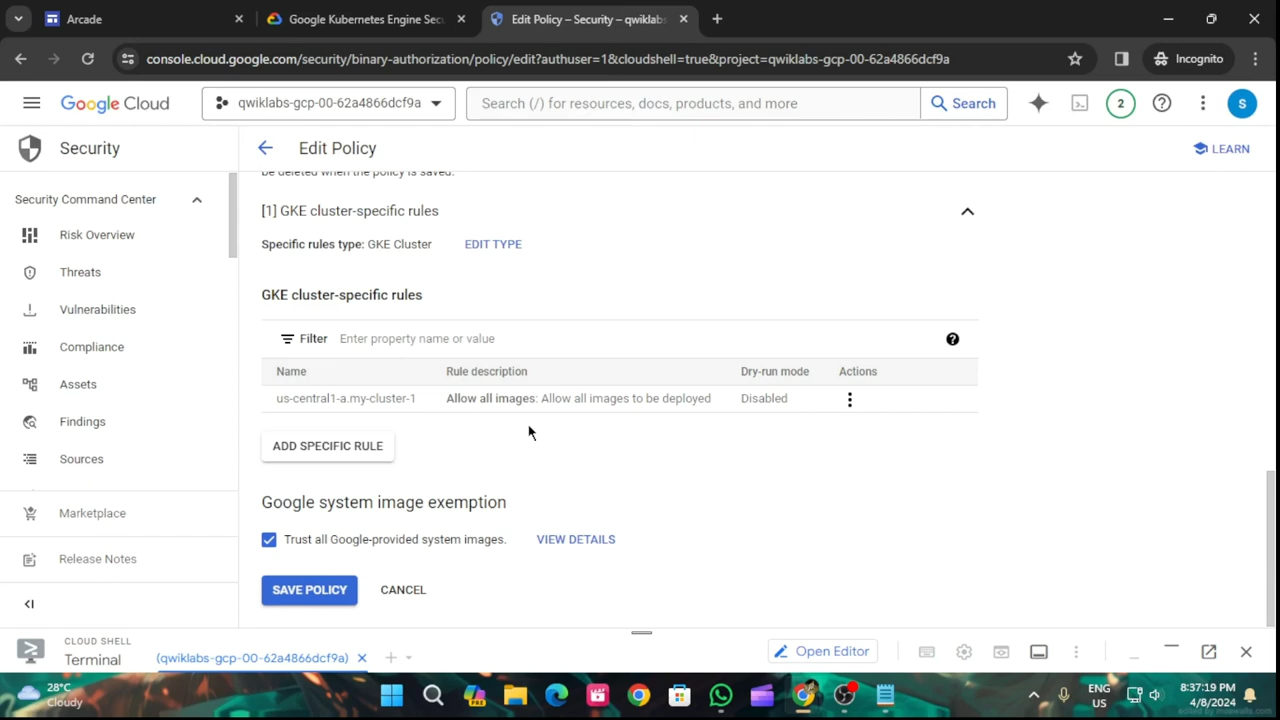 Arcade
Google Kubernetes Engine Secu
Edit Policy – Security – qwiklabs
console.cloud.google.com/security/binary-authorization/policy/edit?authuser=1&cloudshell=true&project=qwiklabs-gcp-00-62a4866dcf9a
Incognito
Google Cloud
qwiklabs-gcp-00-62a4866dcf9a
Search (/) for resources, docs, products, and more
Search
2
S
Security
Edit Policy
LEARN
be deleted when the policy is saved.
Security Command Center
[1] GKE cluster-specific rules
Risk Overview
Specific rules type: GKE Cluster
EDIT TYPE
Threats
GKE cluster-specific rules
Vulnerabilities
Filter
Enter property name or value
Compliance
Name
Rule description
Dry-run mode
Actions
Assets
us-central1-a.my-cluster-1
Allow all images: Allow all images to be deployed
Disabled
Findings
ADD SPECIFIC RULE
Sources
Google system image exemption
Marketplace
Trust all Google-provided system images.
VIEW DETAILS
Release Notes
SAVE POLICY
CANCEL
CLOUD SHELL
Terminal
(qwiklabs-gcp-00-62a4866dcf9a)
Open Editor
28°C
Cloudy
PRE
ENG
US
8:37:19 PM
4/8/2024